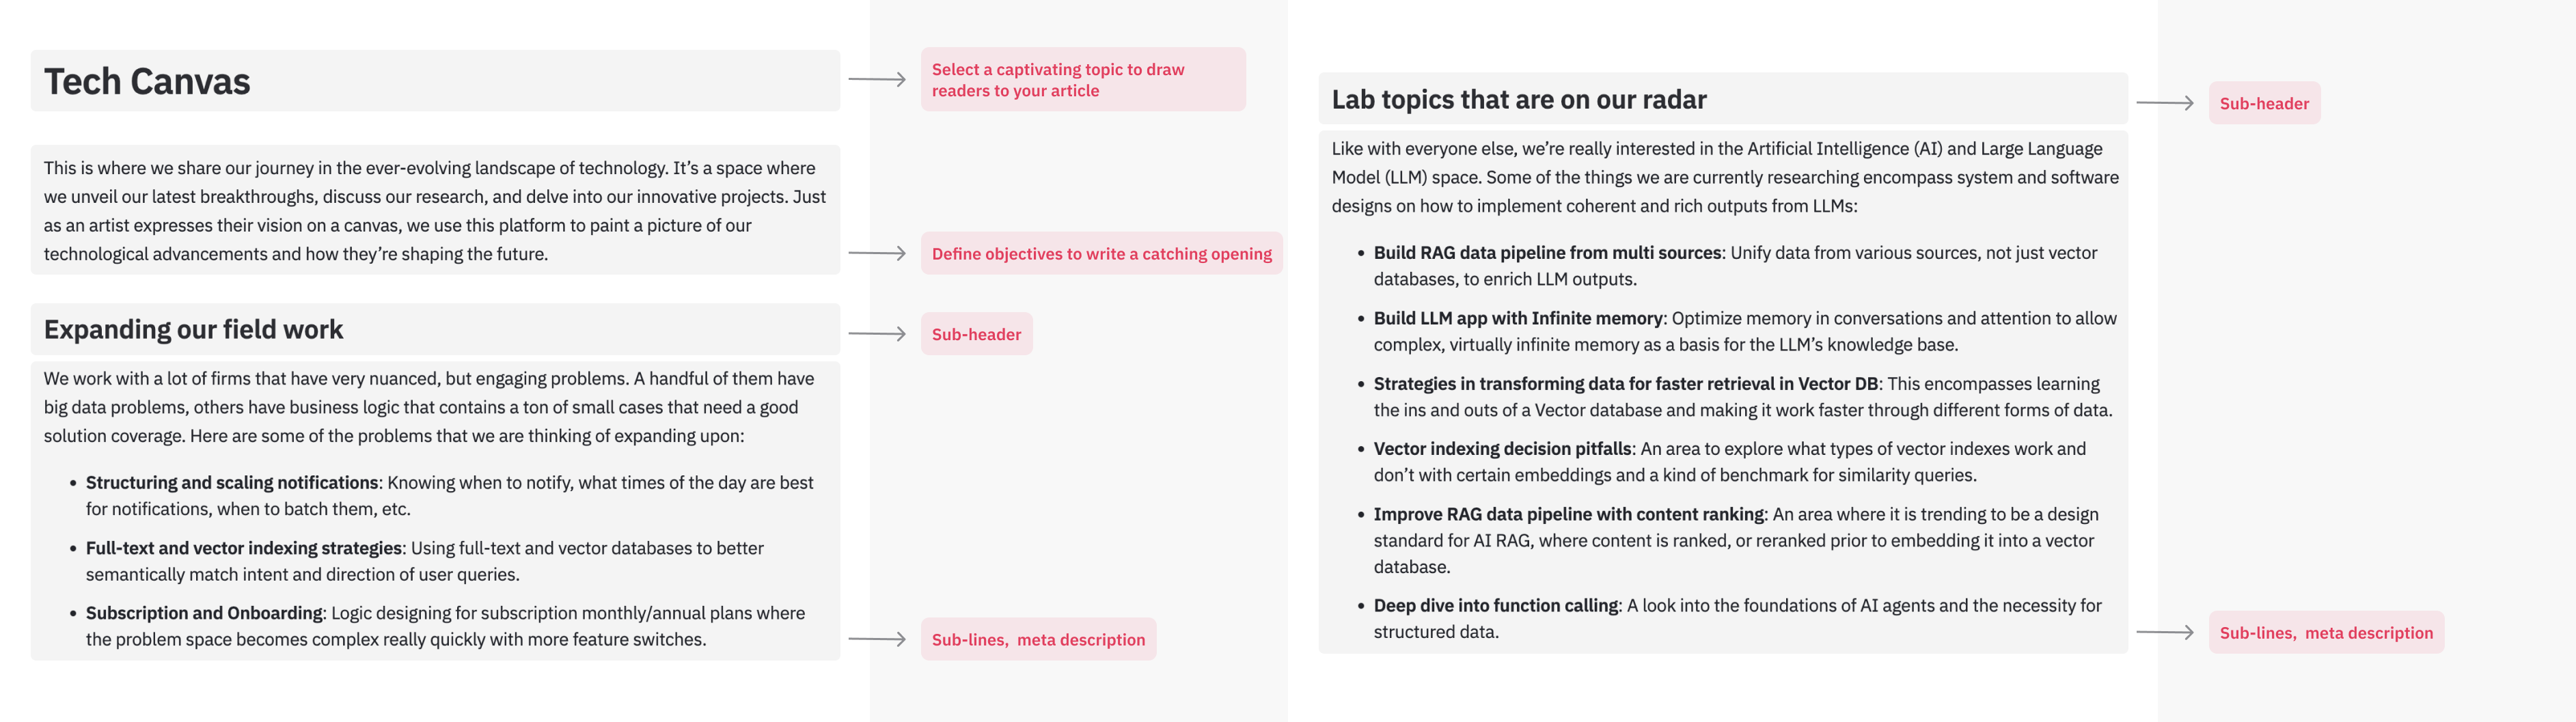 Tech Canvas
Select a captivating topic to draw
readers to your article
This is where we share our journey in the ever-evolving landscape of technology. It’s a space where
we unveil our latest breakthroughs, discuss our research, and delve into our innovative projects. Just
as an artist expresses their vision on a canvas, we use this platform to paint a picture of our
technological advancements and how they’re shaping the future.
Define objectives to write a catching opening
Expanding our field work
Sub-header
We work with a lot of firms that have very nuanced, but engaging problems. A handful of them have
big data problems, others have business logic that contains a ton of small cases that need a good
solution coverage. Here are some of the problems that we are thinking of expanding upon:
• Structuring and scaling notifications: Knowing when to notify, what times of the day are best
for notifications, when to batch them, etc.
• Full-text and vector indexing strategies: Using full-text and vector databases to better
semantically match intent and direction of user queries.
• Subscription and Onboarding: Logic designing for subscription monthly/annual plans where
the problem space becomes complex really quickly with more feature switches.
Sub-lines, meta description
Lab topics that are on our radar
Sub-header
Like with everyone else, we’re really interested in the Artificial Intelligence (AI) and Large Language
Model (LLM) space. Some of the things we are currently researching encompass system and software
designs on how to implement coherent and rich outputs from LLMs:
• Build RAG data pipeline from multi sources: Unify data from various sources, not just vector
databases, to enrich LLM outputs.
• Build LLM app with Infinite memory: Optimize memory in conversations and attention to allow
complex, virtually infinite memory as a basis for the LLM’s knowledge base.
• Strategies in transforming data for faster retrieval in Vector DB: This encompasses learning
the ins and outs of a Vector database and making it work faster through different forms of data.
• Vector indexing decision pitfalls: An area to explore what types of vector indexes work and
don’t with certain embeddings and a kind of benchmark for similarity queries.
• Improve RAG data pipeline with content ranking: An area where it is trending to be a design
standard for AI RAG, where content is ranked, or reranked prior to embedding it into a vector
database.
• Deep dive into function calling: A look into the foundations of AI agents and the necessity for
structured data.
Sub-lines, meta description